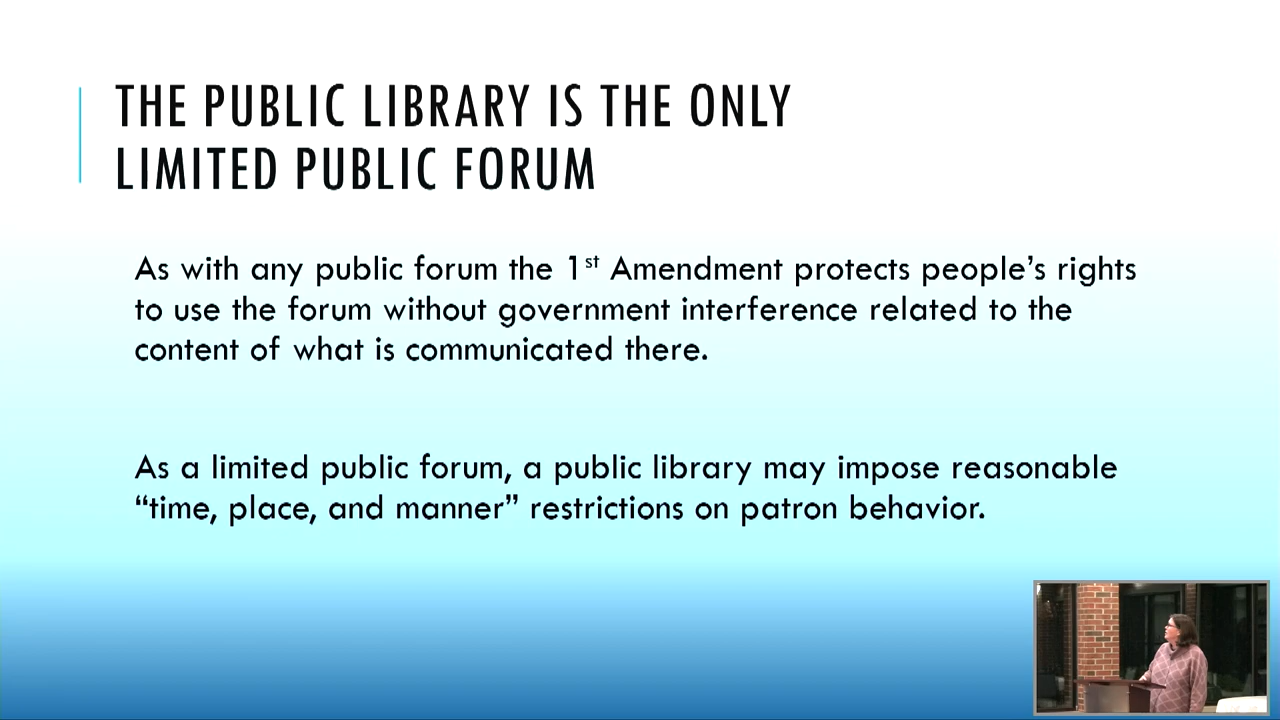 THE PUBLIC LIBRARY IS THE ONLY
LIMITED PUBLIC FORUM
As with any public forum the 1st Amendment protects people’s rights
to use the forum without government interference related to the
content of what is communicated there.
As a limited public forum, a public library may impose reasonable
“time, place, and manner” restrictions on patron behavior.